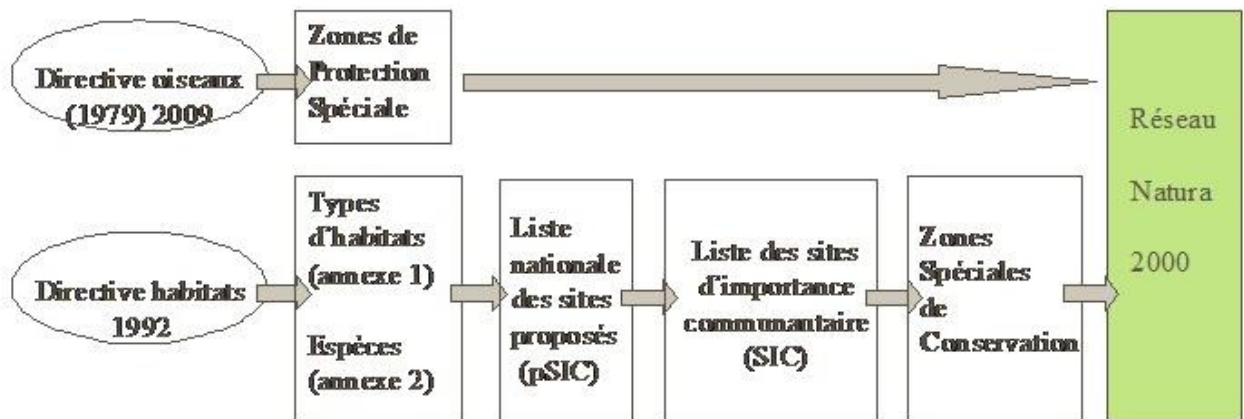 Directive oiseaux
(1979) 2009
Zones de
Protection
Spéciale
Directive habitats
1992
Types
d'habitats
(annexe 1)
Espèces
(annexe 2)
Liste
nationale
des sites
proposés
(pSIC)
Liste des sites
d'importance
communautaire
(SIC)
Zones
Spéciales
de
Conservation
Réseau
Natura
2000